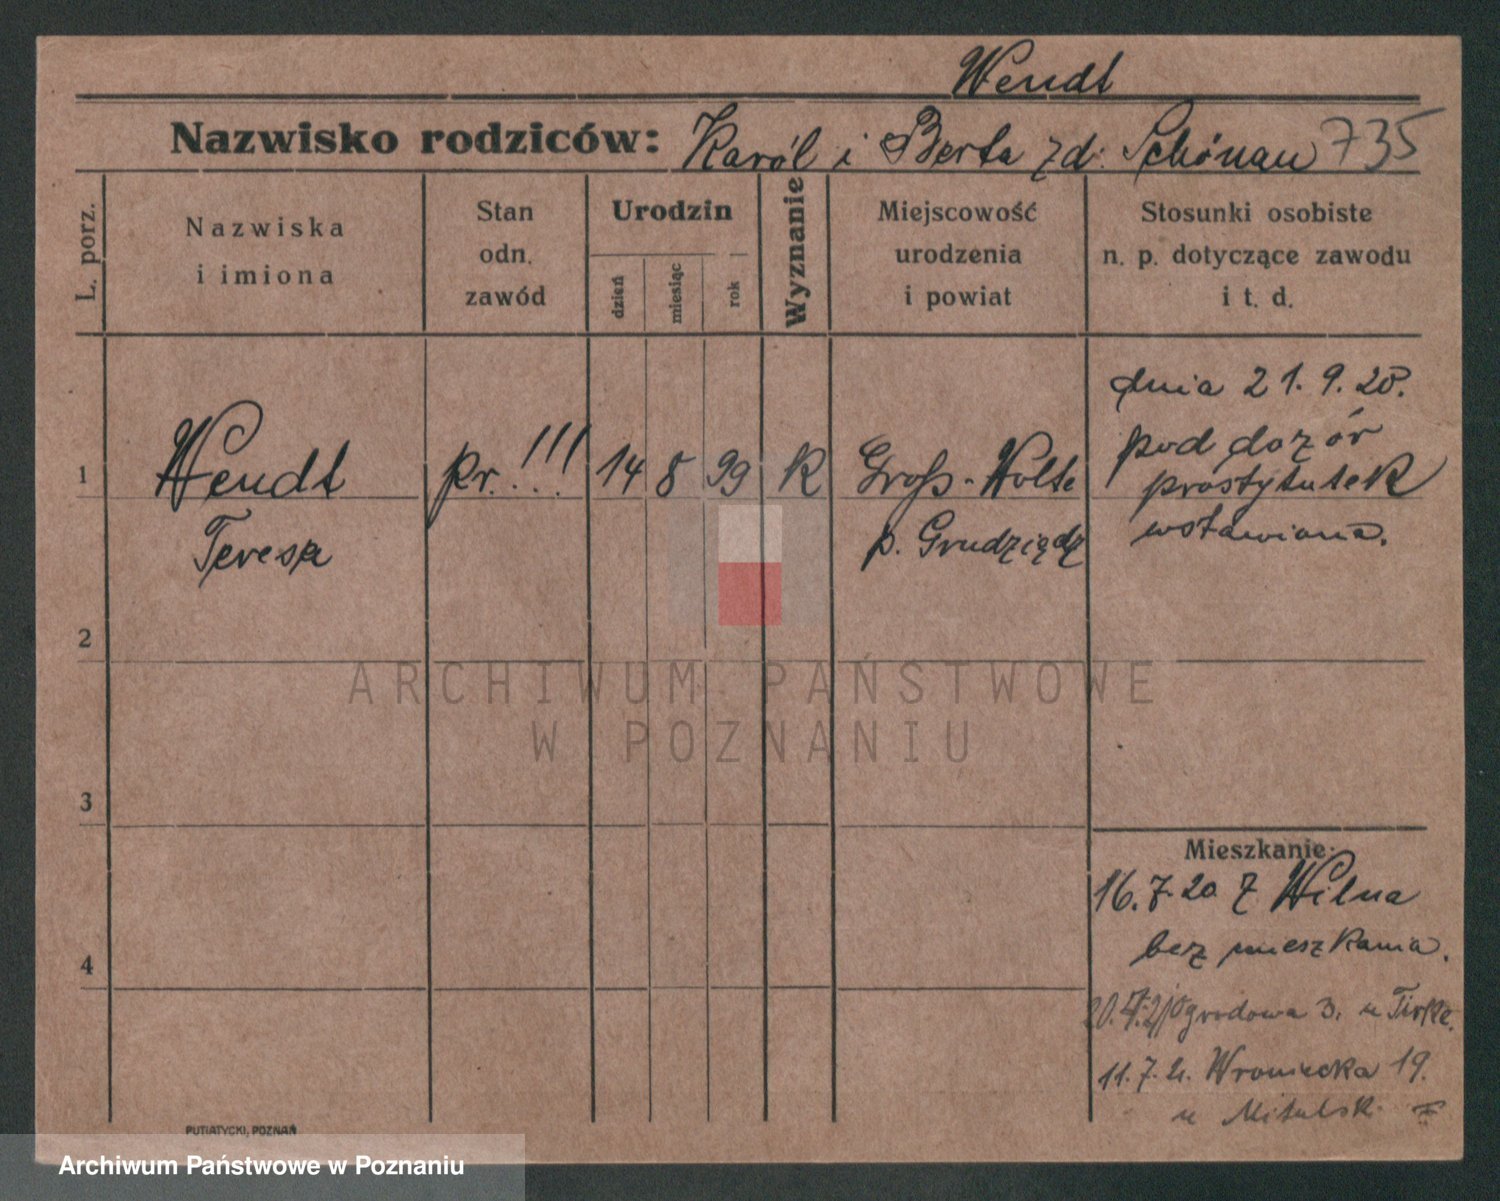 Wendt
Nazwisko rodziców: Karól i Berta zd. Schónau 735
L. porz.
Nazwiska
i imiona
Stan
odn.
zawód
Urodzin
dzień
miesiąc
rok
Wyznanie
Miejscowość
urodzenia
i powiat
Stosunki osobiste
n. p. dotyczące zawodu
i t. d.
1
Wendt
Teresa
pr. !!!
14
8
99
K
Groß-Wolte
p. Grudziądz
dnia 21.9.20.
pod dozór
prostytutek
wstawiona.
2
3
4
Mieszkanie:
16.7.20 z Wilna
bez mieszkania.
Ogrodowa 3. u
11.7.21. Wroniecka 19.
u
PUTIATYCKI, POZNAŃ
ARCHIWUM PAŃSTWOWE
W POZNANIU
Archiwum Państwowe w Poznaniu